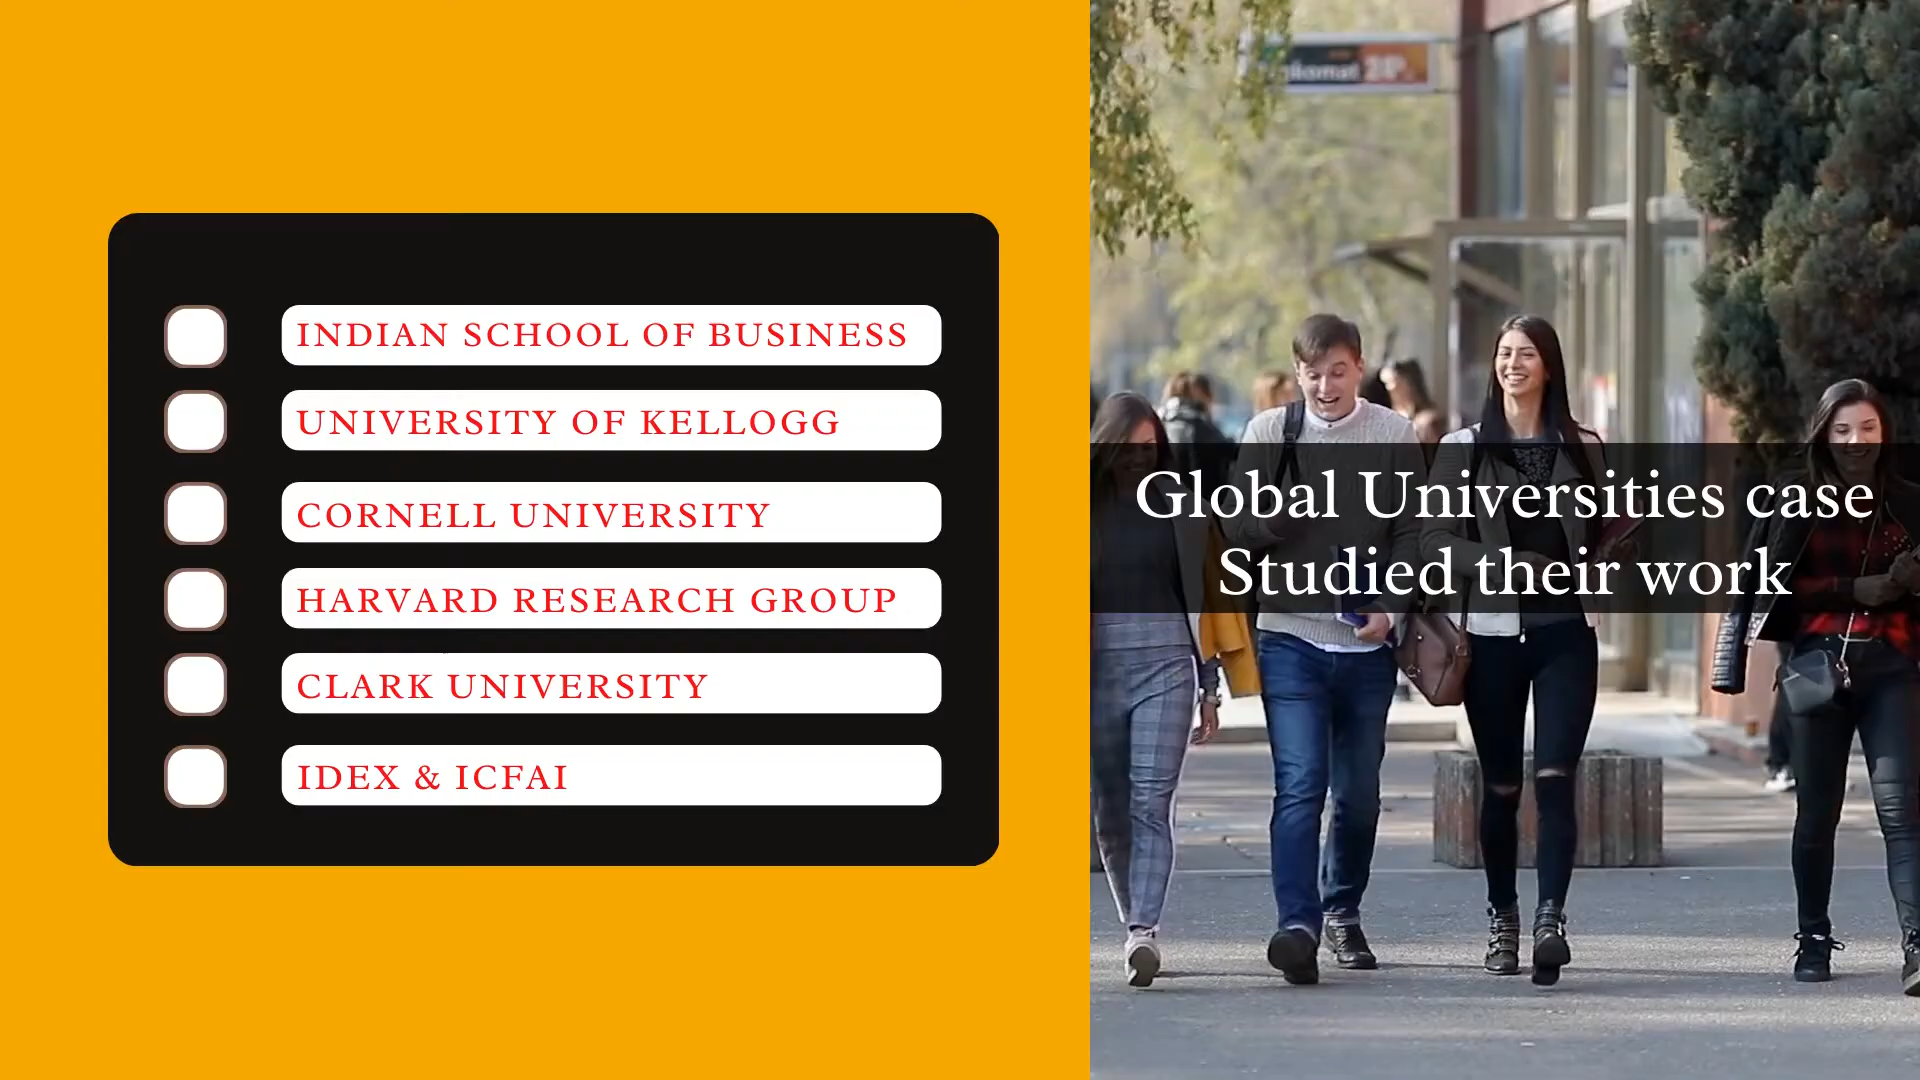 INDIAN SCHOOL OF BUSINESS
UNIVERSITY OF KELLOGG
CORNELL UNIVERSITY
HARVARD RESEARCH GROUP
CLARK UNIVERSITY
IDEX & ICFAI
Global Universities case
Studied their work